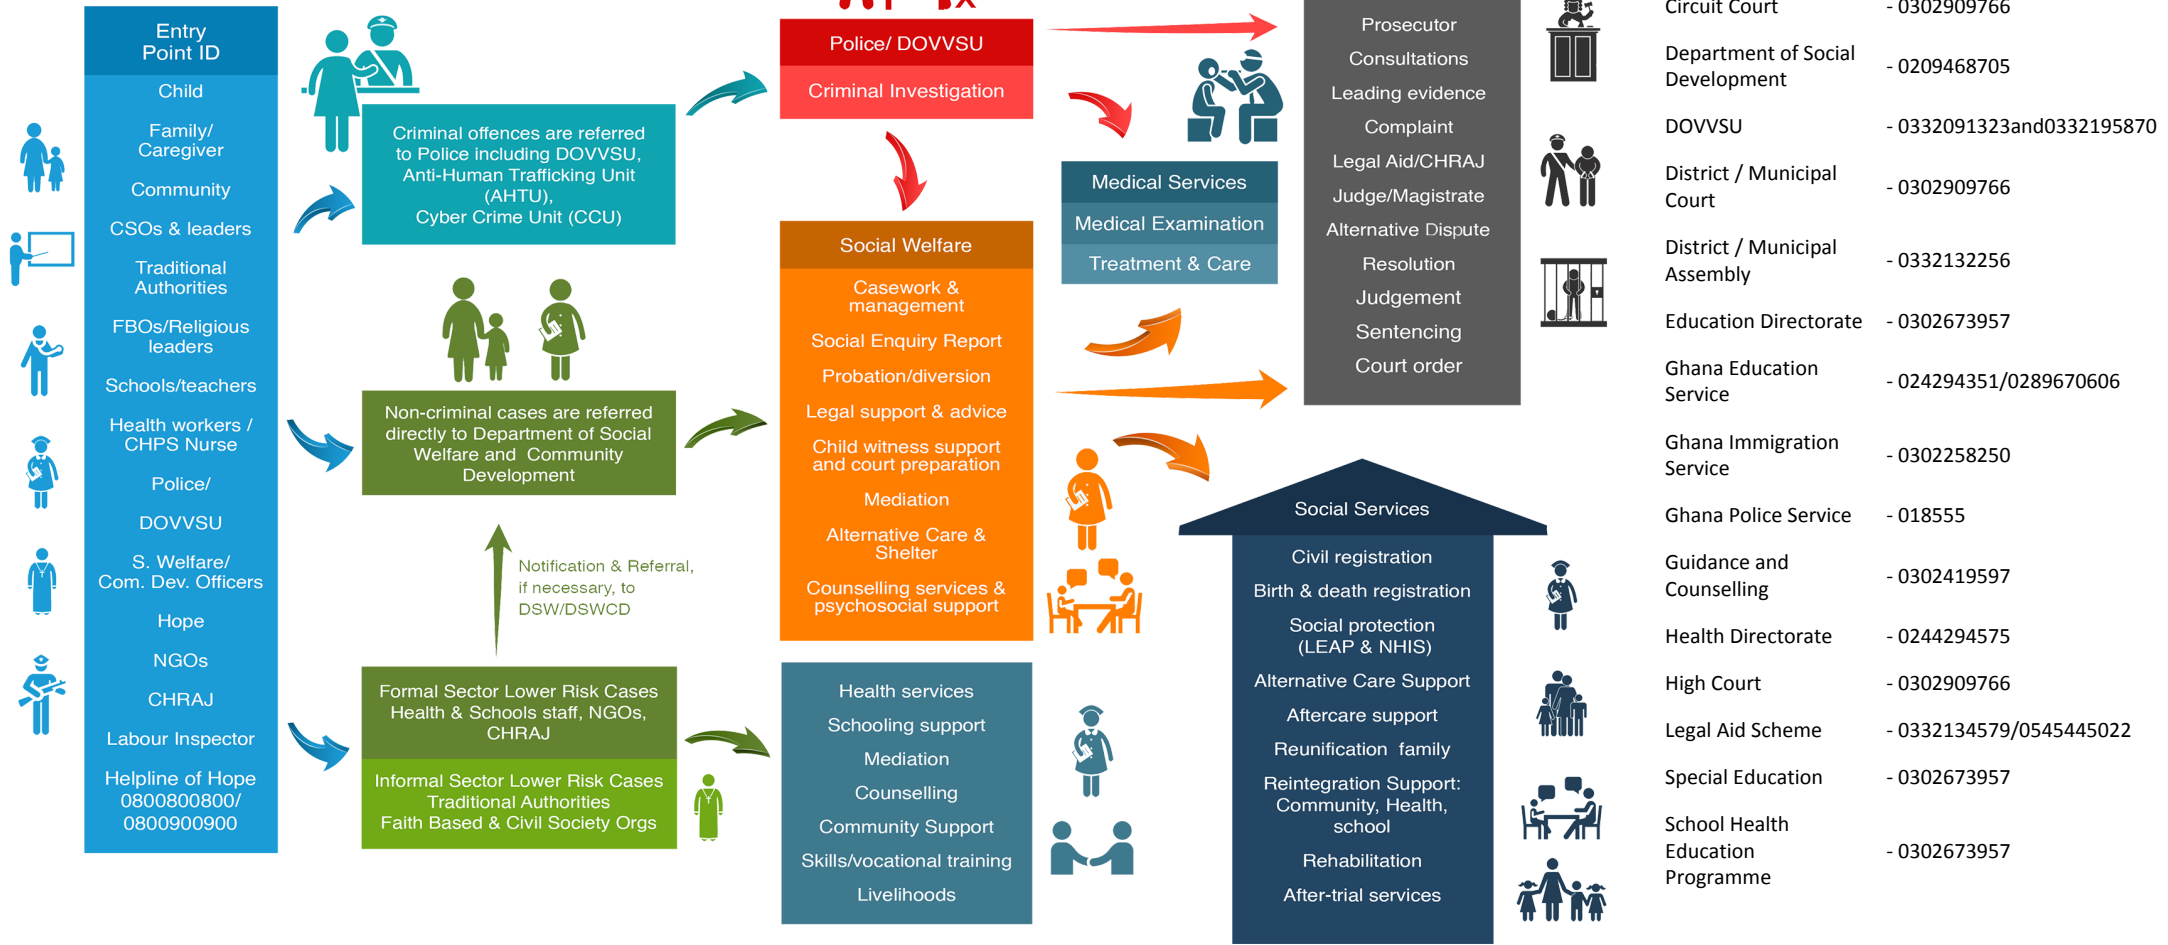 Entry
Point ID
Child
Family/
Caregiver
Community
CSOs & leaders
Traditional
Authorities
FBOs/Religious
leaders
Schools/teachers
Health workers /
CHPS Nurse
Police/
DOVVSU
S. Welfare/
Com. Dev. Officers
Hope
NGOs
CHRAJ
Labour Inspector
Helpline of Hope
0800800800/
0800900900
Criminal offences are referred
to Police including DOVVSU,
Anti-Human Trafficking Unit
(AHTU),
Cyber Crime Unit (CCU)
Non-criminal cases are referred
directly to Department of Social
Welfare and Community
Development
Notification & Referral,
if necessary, to
DSW/DSWCD
Formal Sector Lower Risk Cases
Health & Schools staff, NGOs,
CHRAJ
Informal Sector Lower Risk Cases
Traditional Authorities
Faith Based & Civil Society Orgs
Police/ DOVVSU
Criminal Investigation
Social Welfare
Casework &
management
Social Enquiry Report
Probation/diversion
Legal support & advice
Child witness support
and court preparation
Mediation
Alternative Care &
Shelter
Counselling services &
psychosocial support
Health services
Schooling support
Mediation
Counselling
Community Support
Skills/vocational training
Livelihoods
Medical Services
Medical Examination
Treatment & Care
Prosecutor
Consultations
Leading evidence
Complaint
Legal Aid/CHRAJ
Judge/Magistrate
Alternative Dispute
Resolution
Judgement
Sentencing
Court order
Social Services
Civil registration
Birth & death registration
Social protection
(LEAP & NHIS)
Alternative Care Support
Aftercare support
Reunification family
Reintegration Support:
Community, Health,
school
Rehabilitation
After-trial services
Circuit Court - 0302909766
Department of Social
Development - 0209468705
DOVVSU - 0332091323and0332195870
District / Municipal
Court - 0302909766
District / Municipal
Assembly - 0332132256
Education Directorate - 0302673957
Ghana Education
Service - 024294351/0289670606
Ghana Immigration
Service - 0302258250
Ghana Police Service - 018555
Guidance and
Counselling - 0302419597
Health Directorate - 0244294575
High Court - 0302909766
Legal Aid Scheme - 0332134579/0545445022
Special Education - 0302673957
School Health
Education - 0302673957
Programme